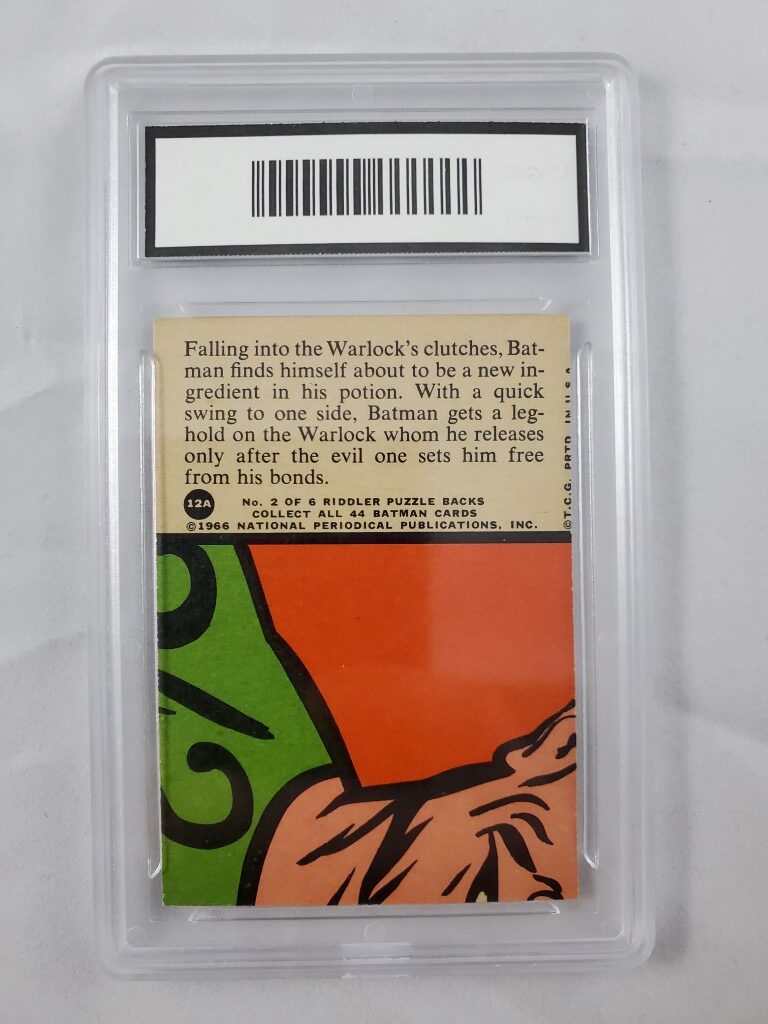 Falling into the Warlock's clutches, Bat-
man finds himself about to be a new in-
gredient in his potion. With a quick
swing to one side, Batman gets a leg-
hold on the Warlock whom he releases
only after the evil one sets him free
from his bonds.
12A
No. 2 OF 6 RIDDLER PUZZLE BACKS
COLLECT ALL 44 BATMAN CARDS
©1966 NATIONAL PERIODICAL PUBLICATIONS, INC.
©T.C.G. PRTD. IN U.S.A.